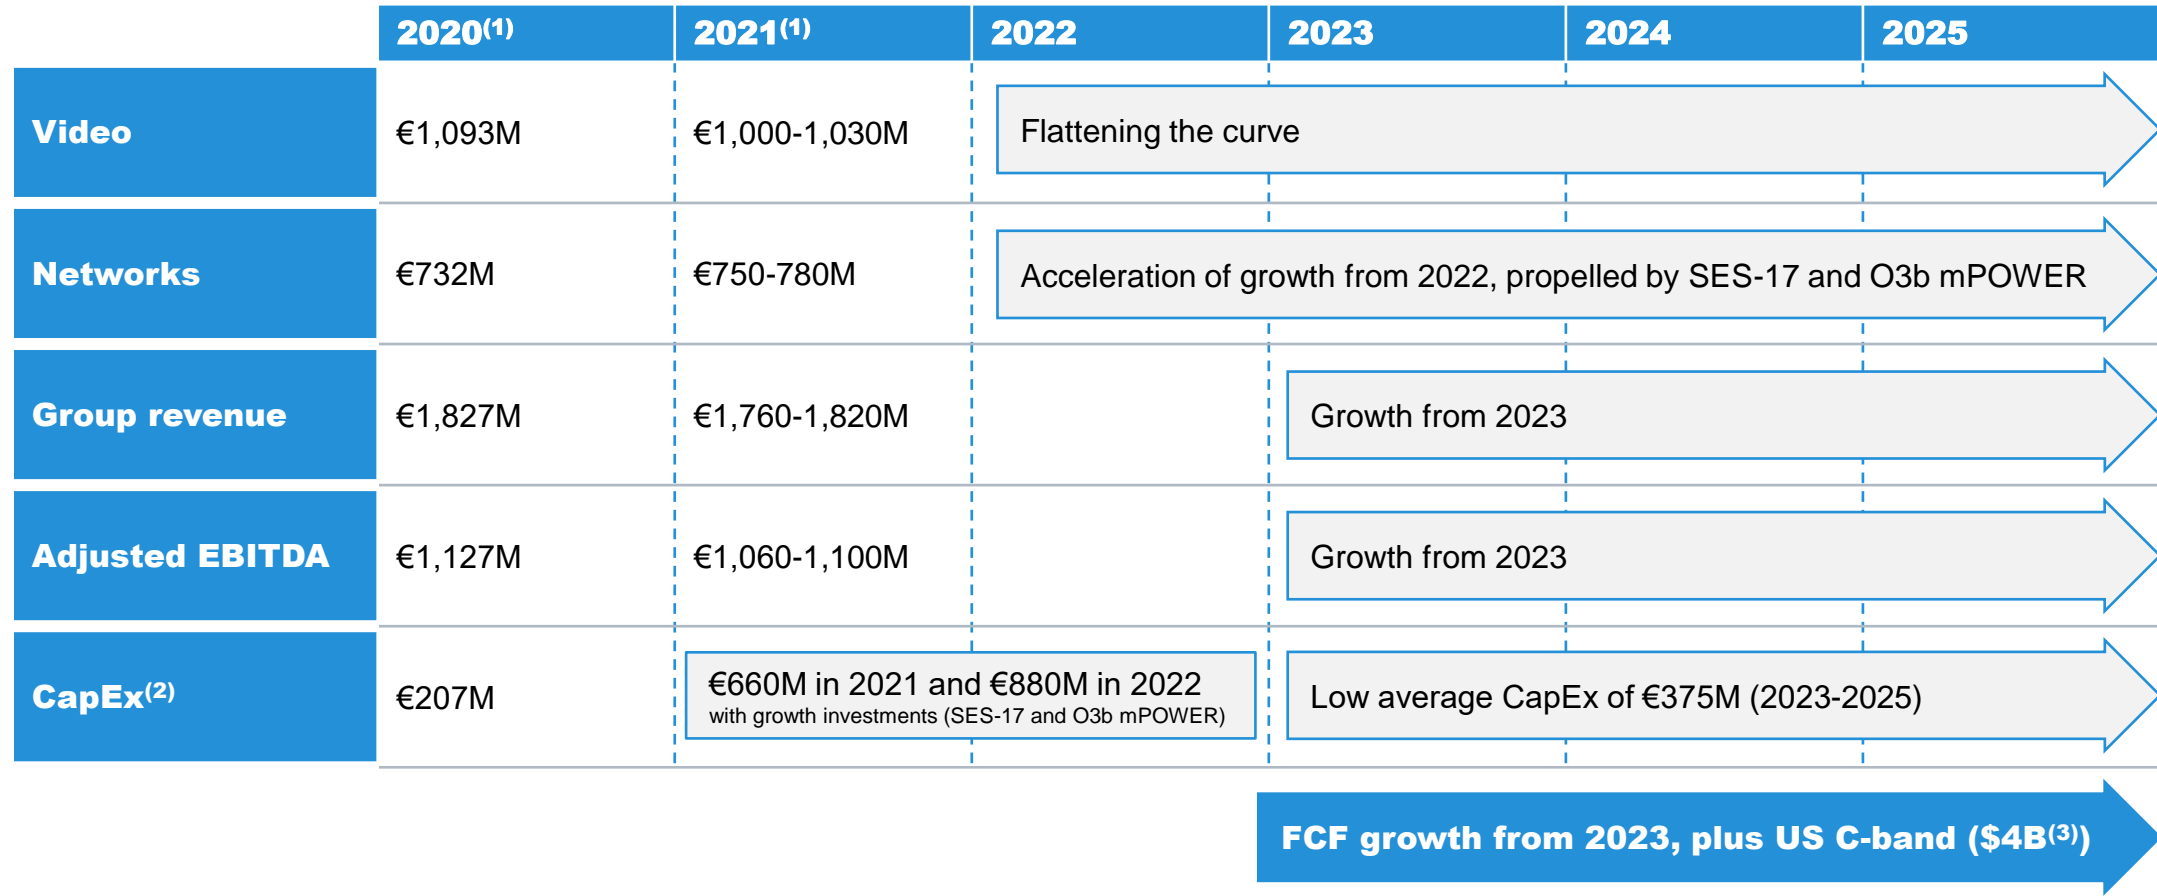 2020(1) 2021(1) 2022 2023 2024 2025
Video €1,093M €1,000-1,030M Flattening the curve
Networks €732M €750-780M Acceleration of growth from 2022, propelled by SES-17 and O3b mPOWER
Group revenue €1,827M €1,760-1,820M Growth from 2023
Adjusted EBITDA €1,127M €1,060-1,100M Growth from 2023
CapEx(2) €207M €660M in 2021 and €880M in 2022
with growth investments (SES-17 and O3b mPOWER)
Low average CapEx of €375M (2023-2025)
FCF growth from 2023, plus US C-band ($4B(3))